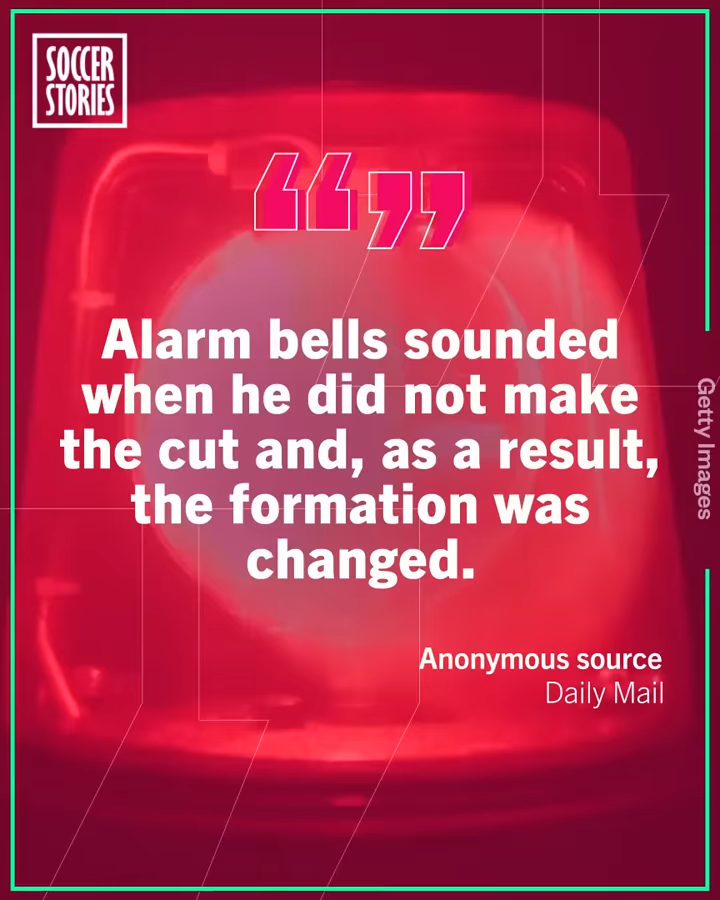 SOCCER
STORIES
Alarm bells sounded
when he did not make
the cut and, as a result,
the formation was
changed.
Anonymous source
Daily Mail
Getty Images